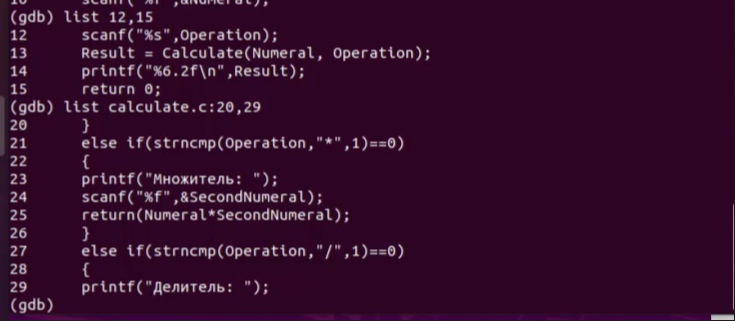 (gdb) list 12,15
12 scanf("%s",Operation);
13 Result = Calculate(Numeral, Operation);
14 printf("%6.2f\n",Result);
15 return 0;
(gdb) list calculate.c:20,29
20 }
21 else if(strncmp(Operation,"*",1)==0)
22 {
23 printf("Множитель: ");
24 scanf("%f",&SecondNumeral);
25 return(Numeral*SecondNumeral);
26 }
27 else if(strncmp(Operation,"/",1)==0)
28 {
29 printf("Делитель: ");
(gdb)